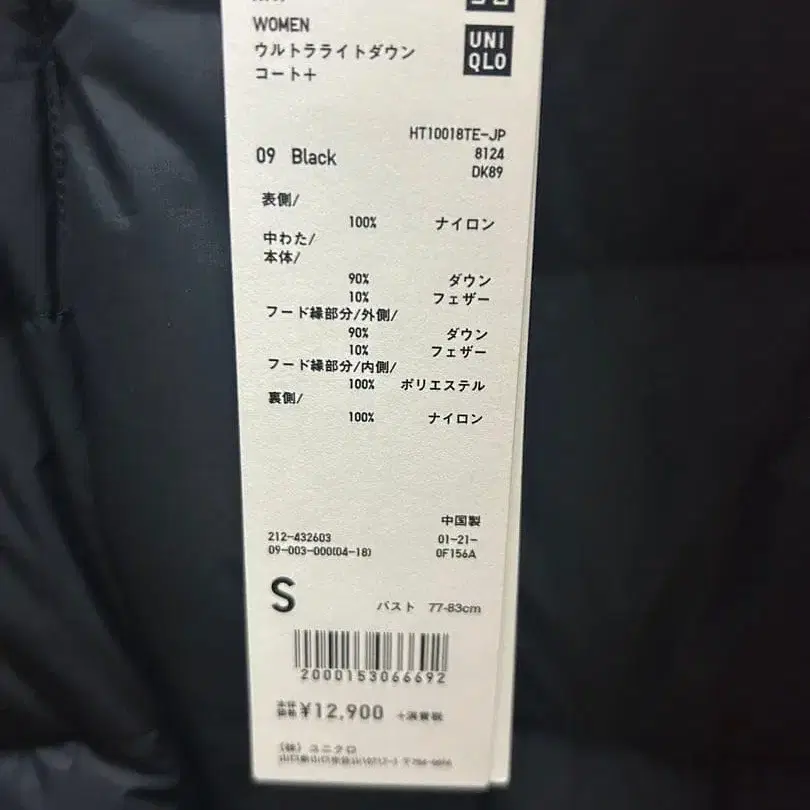 WOMEN
ウルトラライトダウン
コート+
UNI
QLO
HT10018TE-JP
09 Black
8124
DK89
表側/
100% ナイロン
中わた/
本体/
90% ダウン
10% フェザー
フード縁部分/外側/
90% ダウン
10% フェザー
フード縁部分/内側/
100% ポリエステル
裏側/
100% ナイロン
中国製
212-432603 01-21-
09-003-000(04-18) 0F156A
S バスト 77-83cm
2000153066692
本体価格 ¥12,900 +消費税
(株) ユニクロ